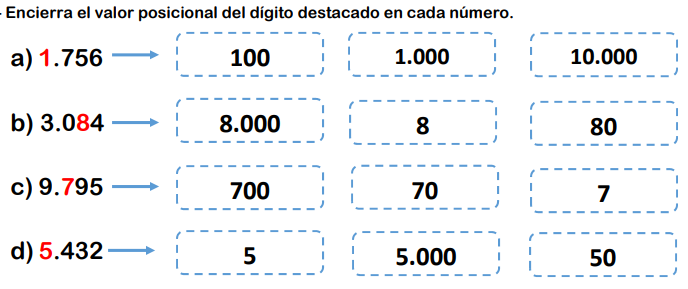 - Encierra el valor posicional del dígito destacado en cada número.
a) 1.756 100 1.000 10.000
b) 3.084 8.000 8 80
c) 9.795 700 70 7
d) 5.432 5 5.000 50